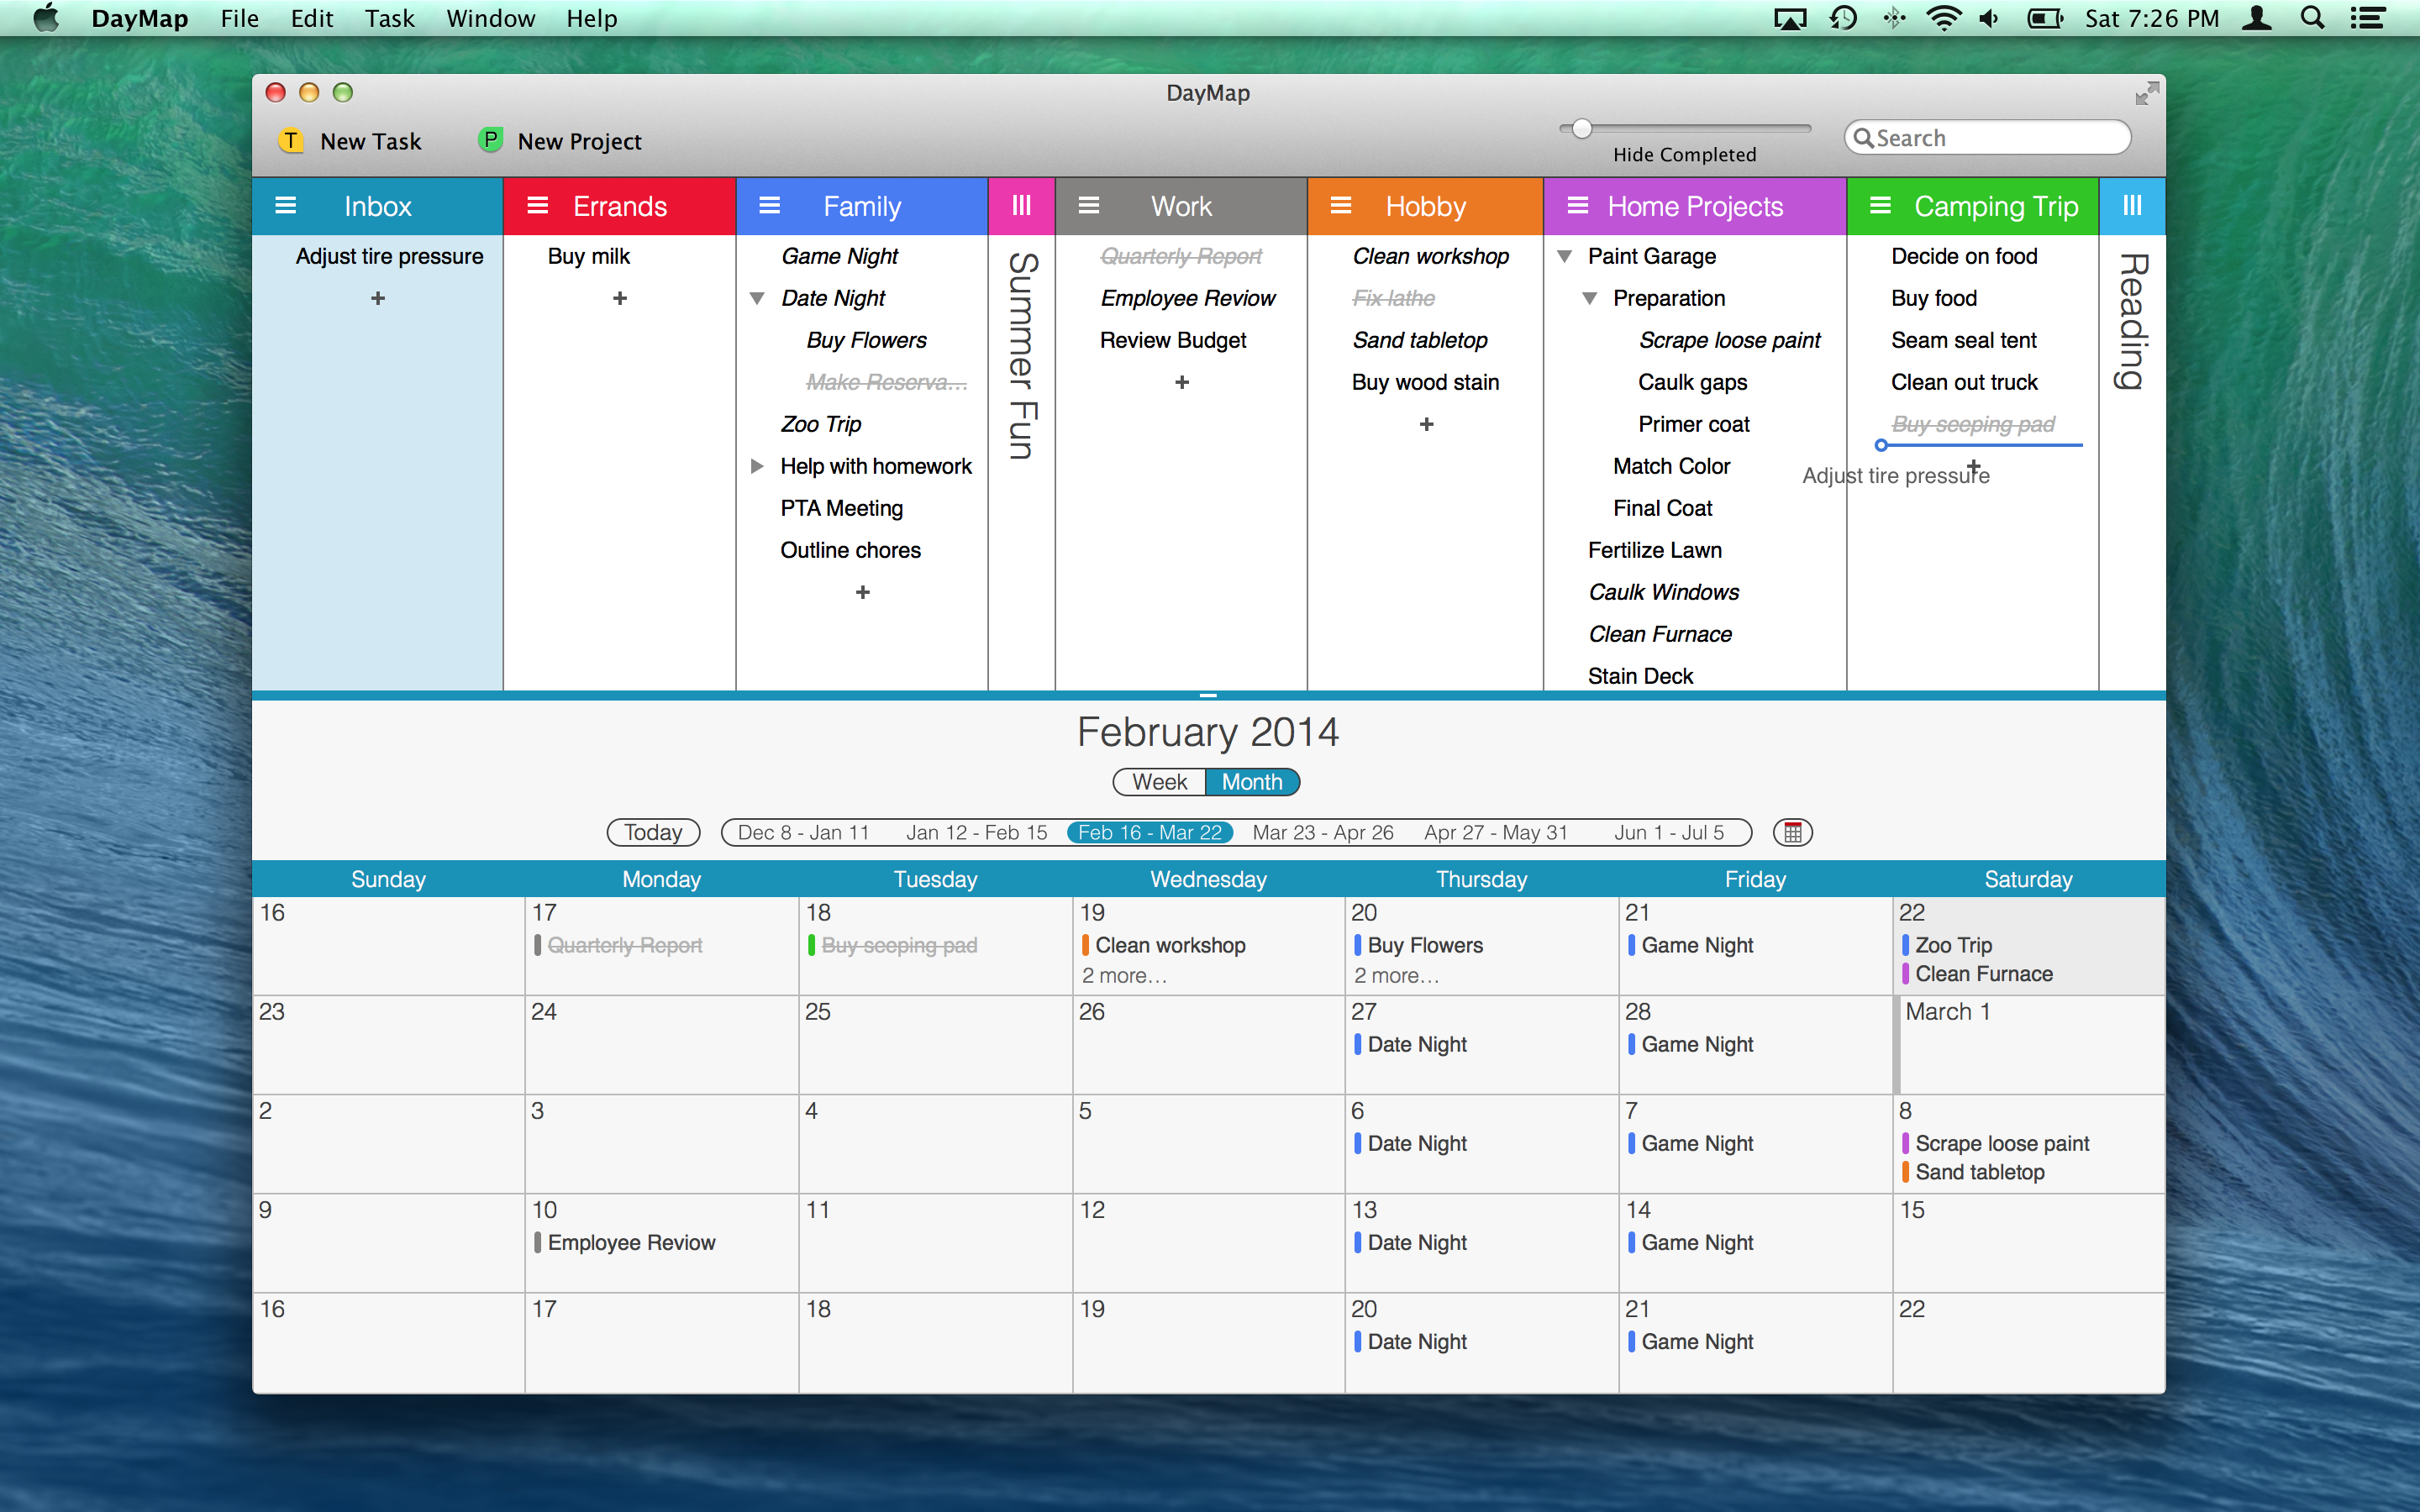 DayMap File Edit Task Window Help Sat 7:26 PM
DayMap
T New Task P New Project Hide Completed Search
Inbox
Adjust tire pressure
+
Errands
Buy milk
+
Family
Game Night
Date Night
Buy Flowers
Make Reserva...
Zoo Trip
Help with homework
PTA Meeting
Outline chores
+
Summer Fun
Work
Quarterly Report
Employee Reviow
Review Budget
+
Hobby
Clean workshop
Fix lathe
Sand tabletop
Buy wood stain
+
Home Projects
Paint Garage
Preparation
Scrape loose paint
Caulk gaps
Primer coat
Match Color
Final Coat
Fertilize Lawn
Caulk Windows
Clean Furnace
Stain Deck
Camping Trip
Decide on food
Buy food
Seam seal tent
Clean out truck
Buy seeping pad
+
Adjust tire pressure
Reading
February 2014
Week Month
Today Dec 8 - Jan 11 Jan 12 - Feb 15 Feb 16 - Mar 22 Mar 23 - Apr 26 Apr 27 - May 31 Jun 1 - Jul 5
Sunday Monday Tuesday Wednesday Thursday Friday Saturday
16 17 18 19 20 21 22
Quarterly Report Buy seeping pad Clean workshop Buy Flowers Game Night Zoo Trip
2 more... 2 more... Clean Furnace
23 24 25 26 27 28 March 1
Date Night Game Night
2 3 4 5 6 7 8
Date Night Game Night Scrape loose paint
Sand tabletop
9 10 11 12 13 14 15
Employee Reviow Date Night Game Night
16 17 18 19 20 21 22
Date Night Game Night